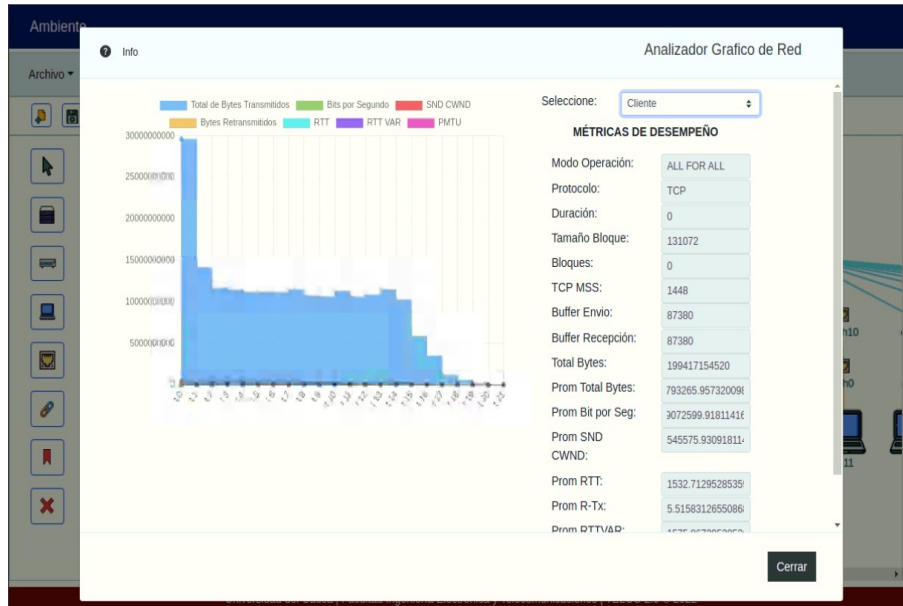 Ambiente
Info
Analizador Grafico de Red
Archivo
Total de Bytes Transmitidos Bits por Segundo SND CWND
Bytes Retransmitidos RTT RTT VAR PMTU
30000000000
25000000000
20000000000
15000000000
10000000000
5000000000
Seleccione: Cliente
MÉTRICAS DE DESEMPEÑO
Modo Operación: ALL FOR ALL
Protocolo: TCP
Duración: 0
Tamaño Bloque: 131072
Bloques: 0
TCP MSS: 1448
Buffer Envio: 87380
Buffer Recepción: 87380
Total Bytes: 199417154520
Prom Total Bytes: 793265.957320098
Prom Bit por Seg: 9072599.91811416
Prom SND CWND: 545575.93091811
Prom RTT: 1532.712952853
Prom R-Tx: 5.5158312655086
Prom RTTVAR:
h10
h0
11
Cerrar